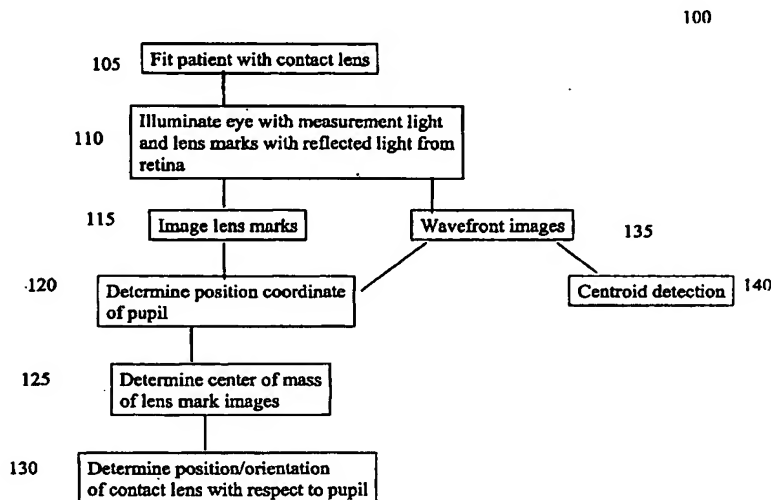 100
105 Fit patient with contact lens
110 Illuminate eye with measurement light
and lens marks with reflected light from
retina
115 Image lens marks
Wavefront images 135
120 Determine position coordinate
of pupil
Centroid detection 140
125 Determine center of mass
of lens mark images
130 Determine position/orientation
of contact lens with respect to pupil